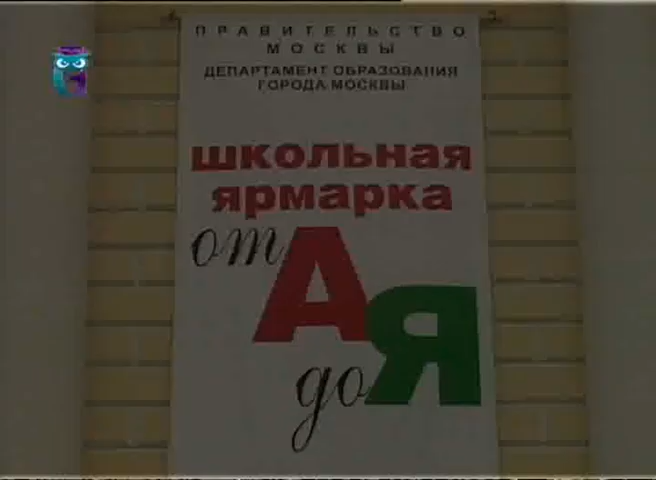 ПРАВИТЕЛЬСТВО
МОСКВЫ
ДЕПАРТАМЕНТ ОБРАЗОВАНИЯ
ГОРОДА МОСКВЫ
школьная
ярмарка
от А
до Я